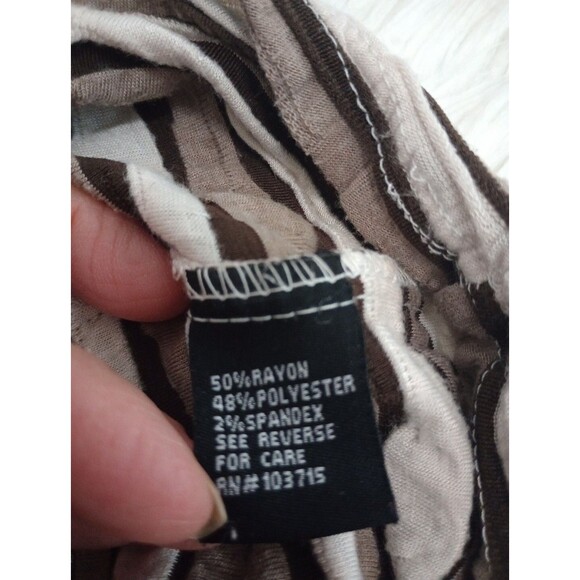 50%RAYON
48%POLYESTER
2%SPANDEX
SEE REVERSE
FOR CARE
RN#103715